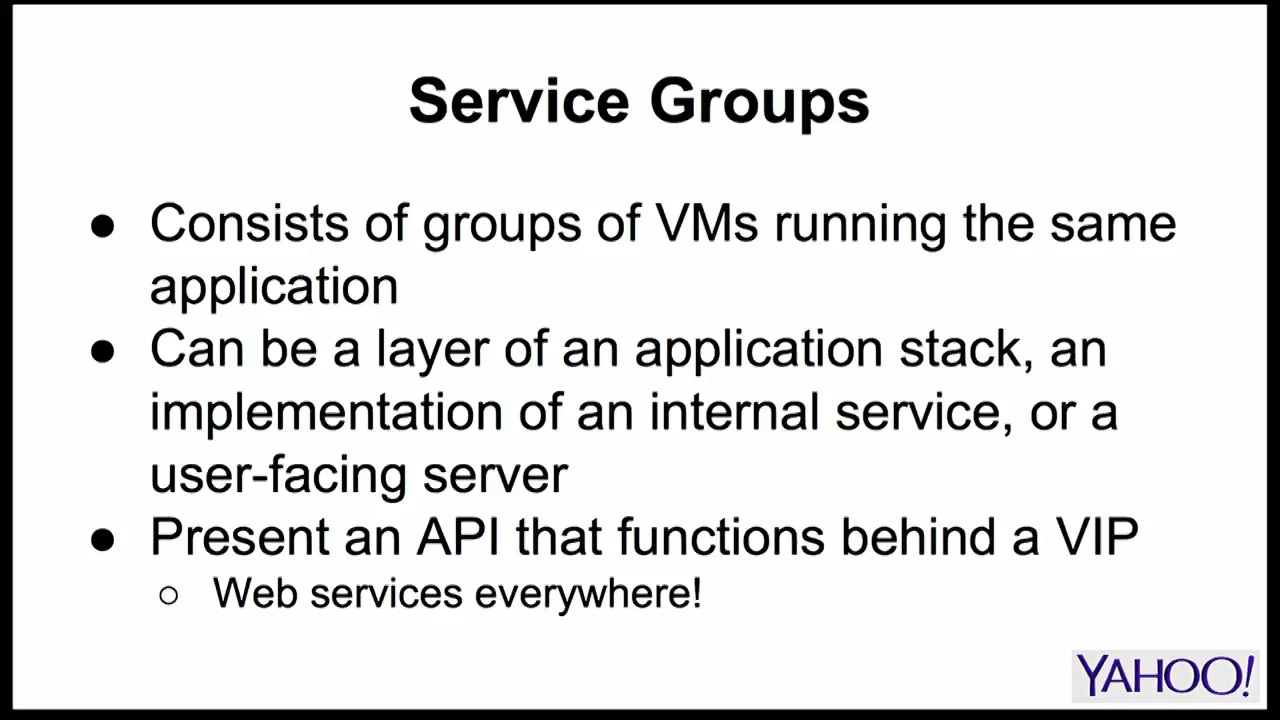 Service Groups
● Consists of groups of VMs running the same
application
● Can be a layer of an application stack, an
implementation of an internal service, or a
user-facing server
● Present an API that functions behind a VIP
○ Web services everywhere!
YAHOO!